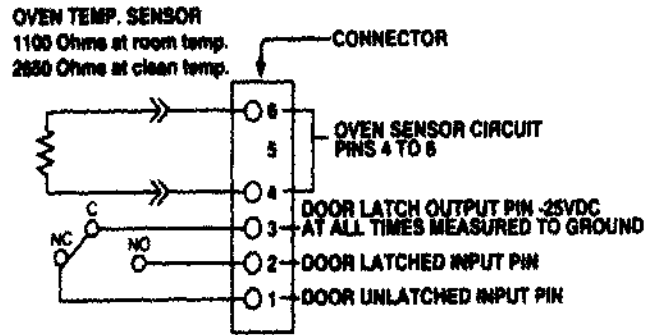 OVEN TEMP. SENSOR
1100 Ohms at room temp.
2650 Ohms at clean temp.
CONNECTOR
6
5
4
OVEN SENSOR CIRCUIT
PINS 4 TO 6
C
NC
NO
3
DOOR LATCH OUTPUT PIN -25VDC
AT ALL TIMES MEASURED TO GROUND
2
DOOR LATCHED INPUT PIN
1
DOOR UNLATCHED INPUT PIN